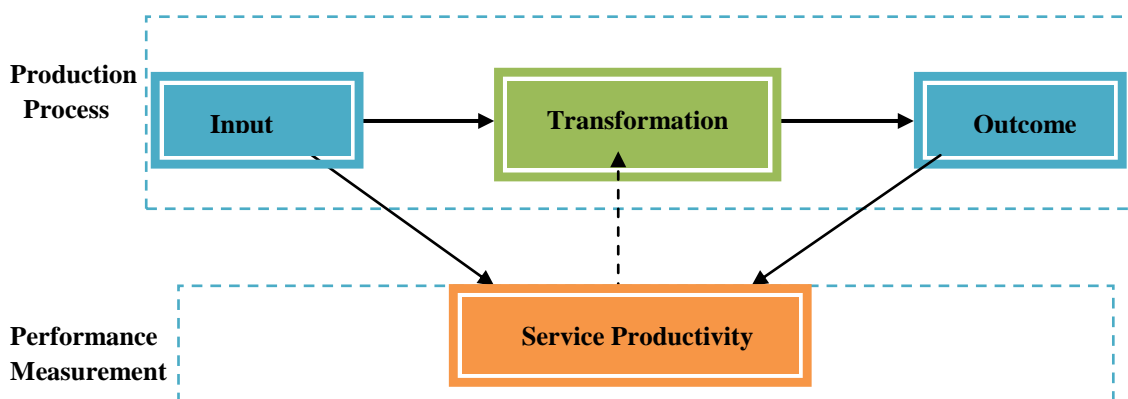 Production
Process
Input
Transformation
Outcome
Performance
Measurement
Service Productivity